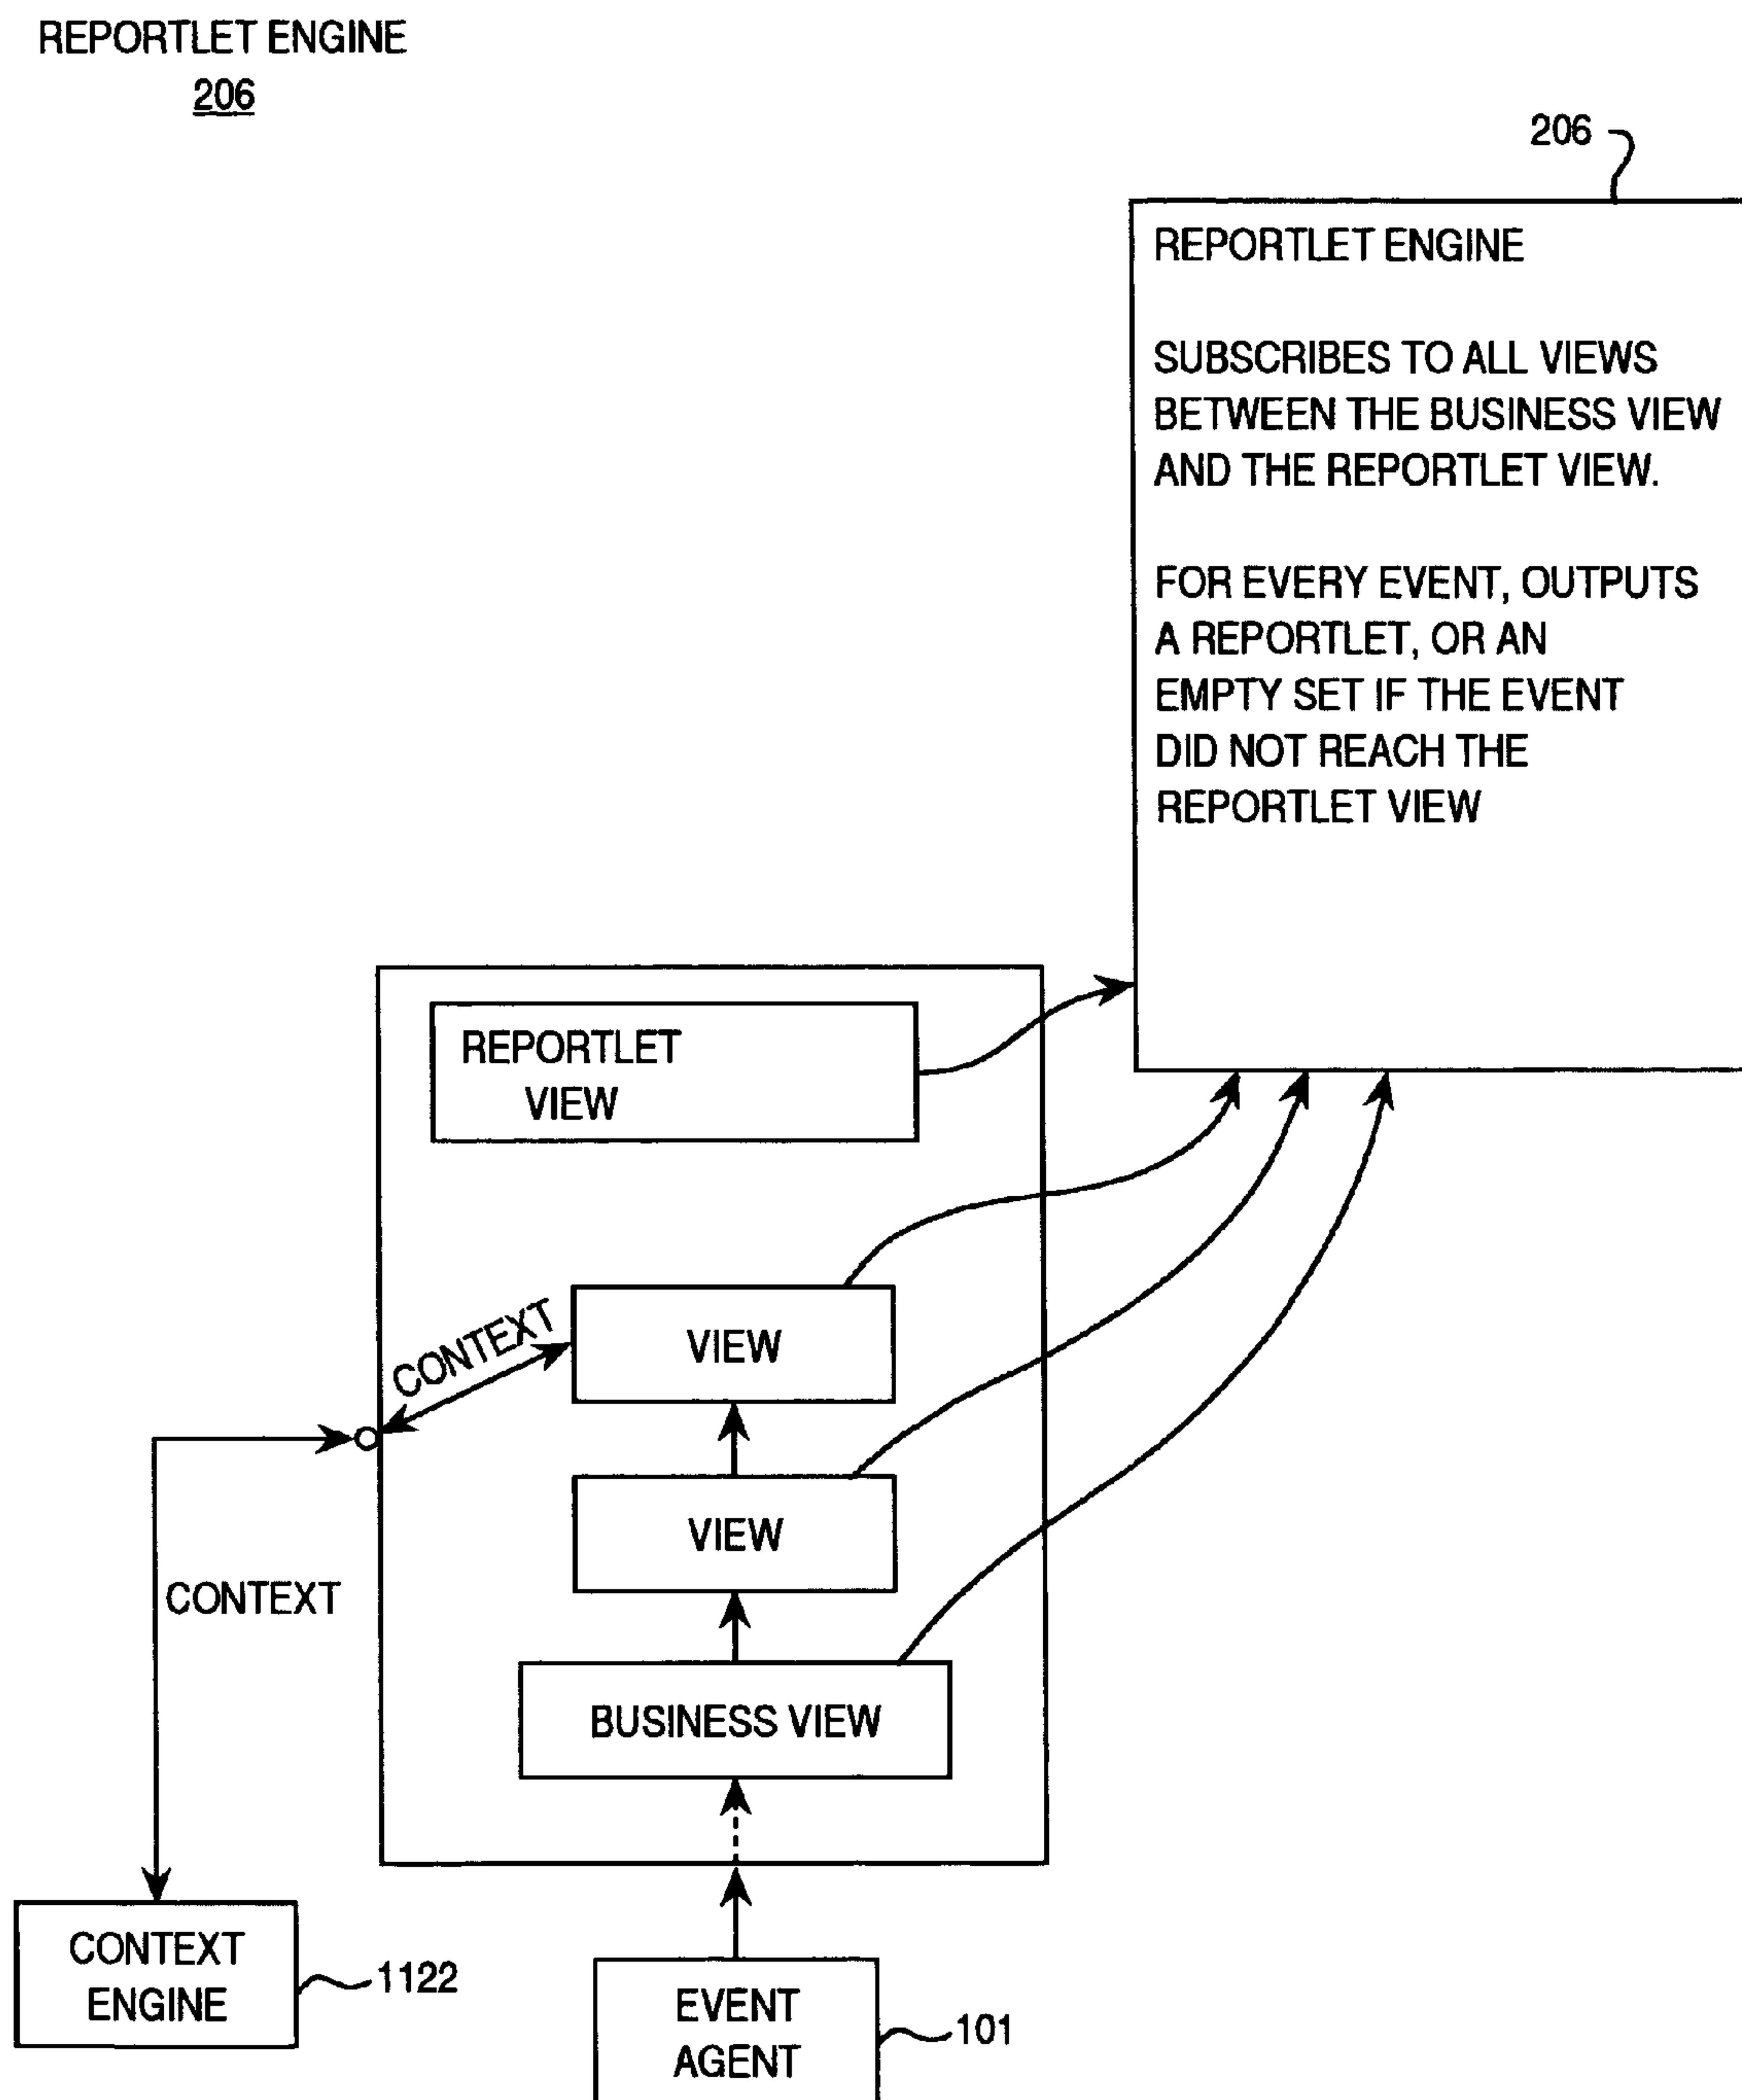 REPORTLET ENGINE
206
206
REPORTLET ENGINE
SUBSCRIBES TO ALL VIEWS
BETWEEN THE BUSINESS VIEW
AND THE REPORTLET VIEW.
FOR EVERY EVENT, OUTPUTS
A REPORTLET, OR AN
EMPTY SET IF THE EVENT
DID NOT REACH THE
REPORTLET VIEW
REPORTLET
VIEW
CONTEXT
VIEW
VIEW
CONTEXT
BUSINESS VIEW
CONTEXT
ENGINE
1122
EVENT
AGENT
101